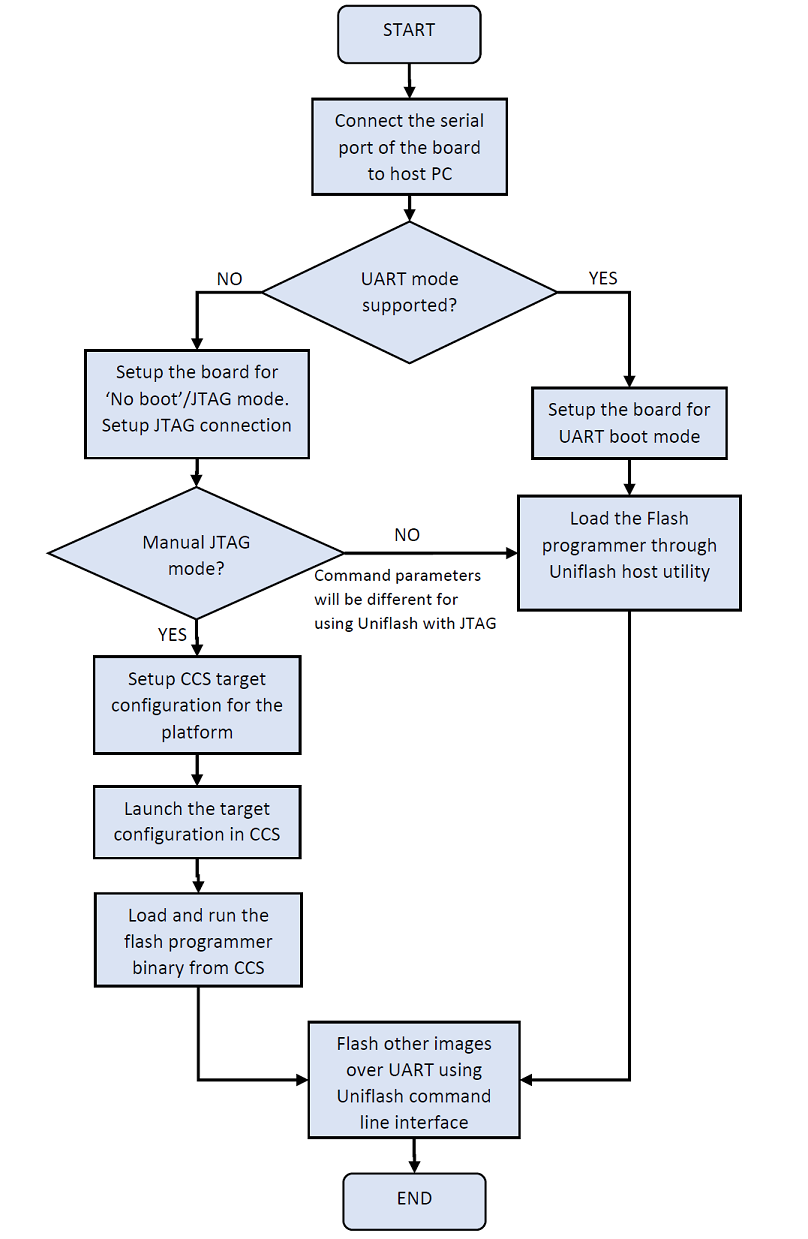 START
Connect the serial
port of the board
to host PC
UART mode
supported?
NO
YES
Setup the board for
‘No boot’/JTAG mode.
Setup JTAG connection
Setup the board for
UART boot mode
Manual JTAG
mode?
NO
Command parameters
will be different for
using Uniflash with JTAG
Load the Flash
programmer through
Uniflash host utility
YES
Setup CCS target
configuration for the
platform
Launch the target
configuration in CCS
Load and run the
flash programmer
binary from CCS
Flash other images
over UART using
Uniflash command
line interface
END